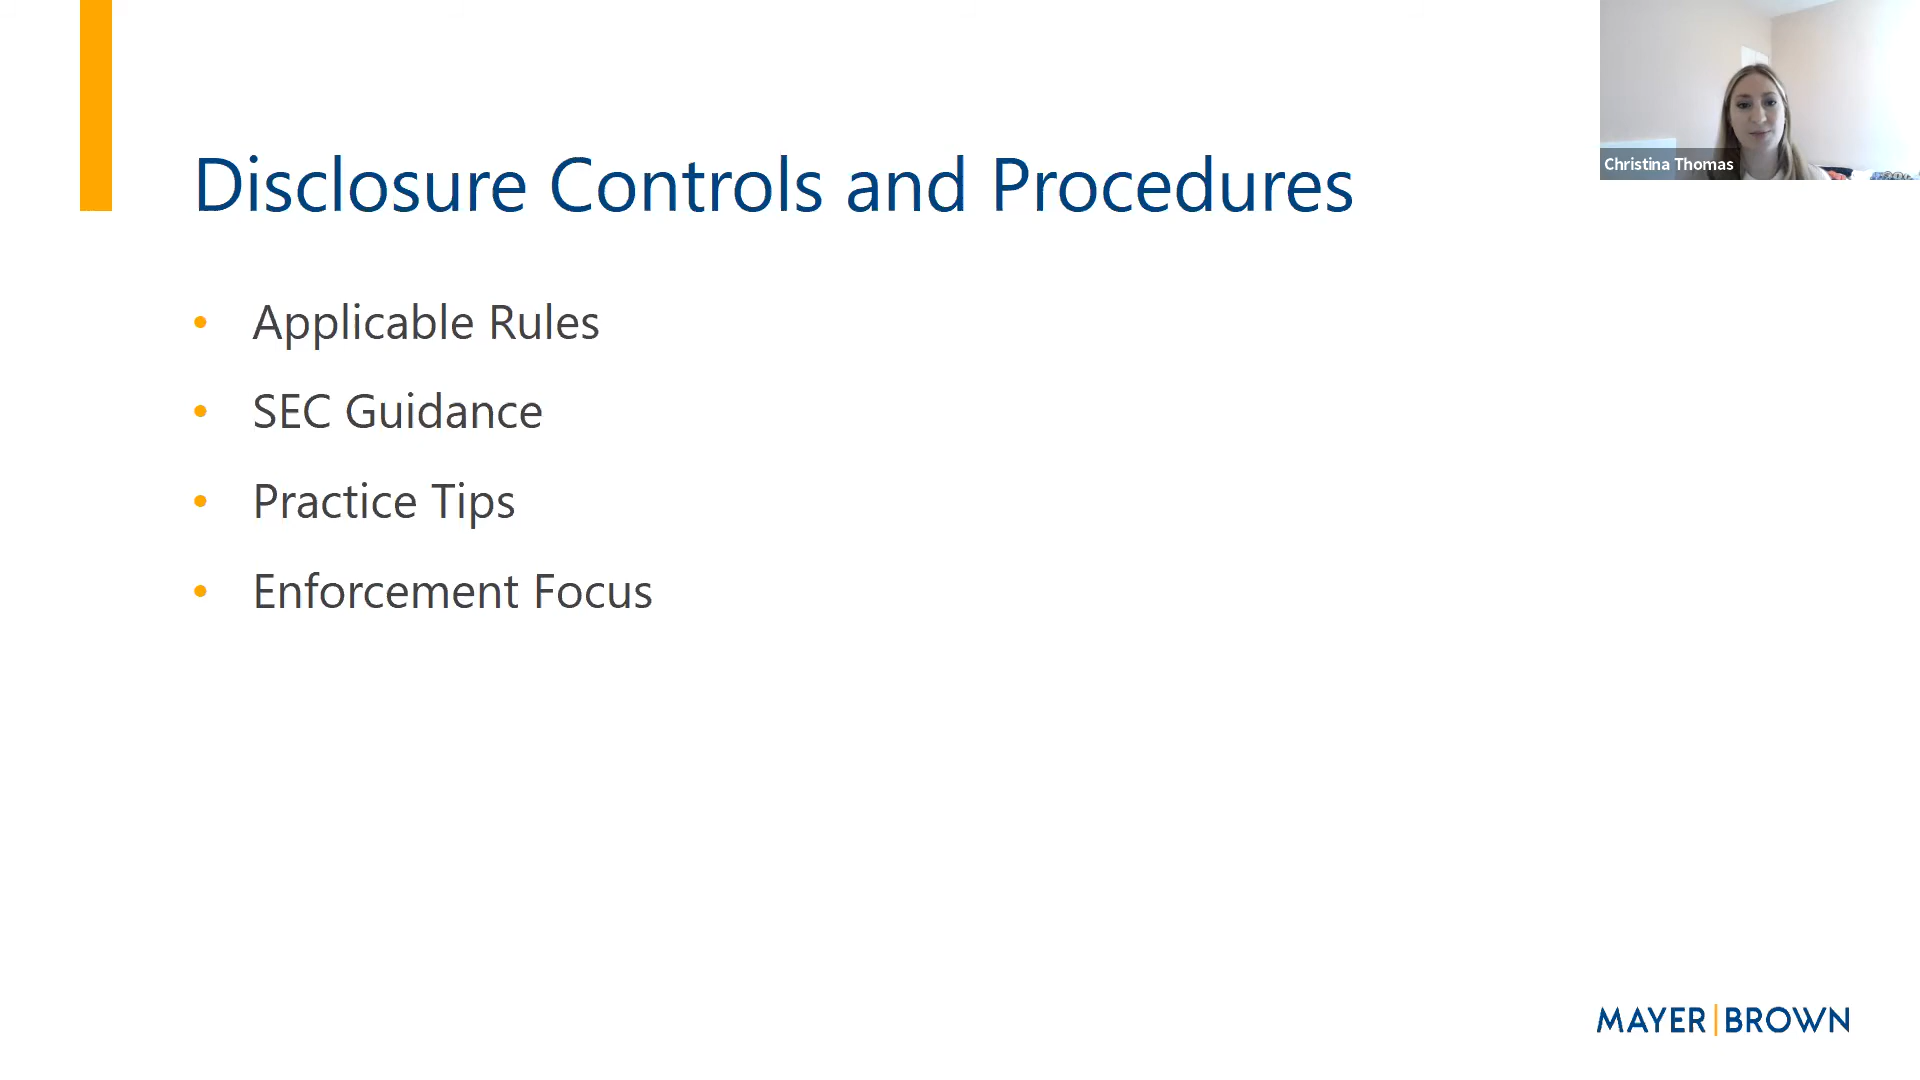 Disclosure Controls and Procedures
Christina Thomas
• Applicable Rules
• SEC Guidance
• Practice Tips
• Enforcement Focus
MAYER|BROWN